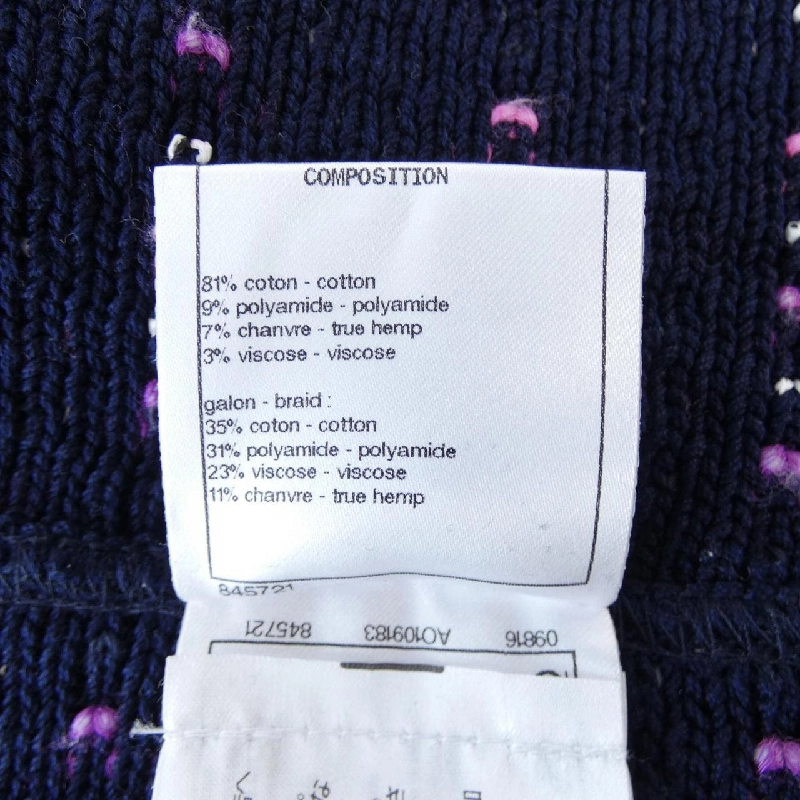 COMPOSITION
81% coton - cotton
9% polyamide - polyamide
7% chanvre - true hemp
3% viscose - viscose
galon - braid :
35% coton - cotton
31% polyamide - polyamide
23% viscose - viscose
11% chanvre - true hemp
845721
09816 AO109183 845721